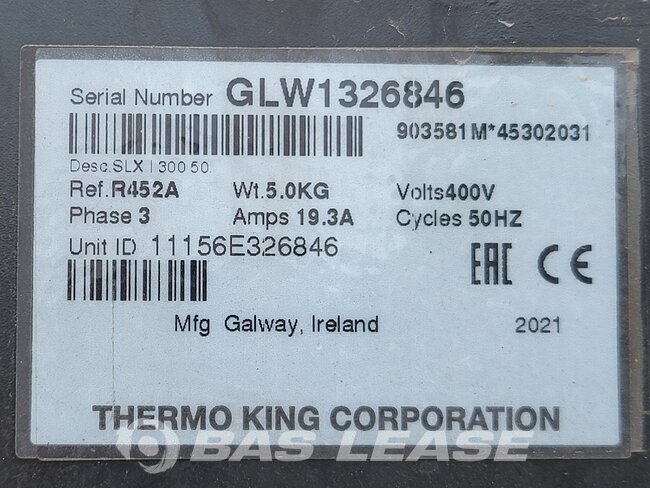 Serial Number GLW1326846
903581M*45302031
Desc.SLX I 300 50
Ref.R452A Wt.5.0KG Volts400V
Phase 3 Amps 19.3A Cycles 50HZ
Unit ID 11156E326846
EAC CE
Mfg Galway, Ireland 2021
THERMO KING CORPORATION
BAS LEASE